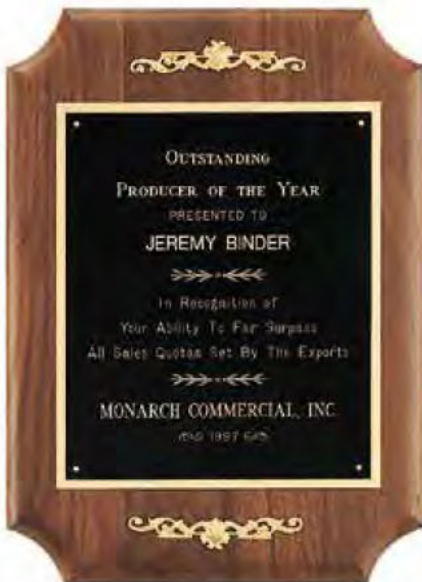 OUTSTANDING
PRODUCER OF THE YEAR
PRESENTED TO
JEREMY BINDER
In Recognition of
Your Ability To Far Surpass
All Sales Quotas Set By The Experts
MONARCH COMMERCIAL, INC.
1997